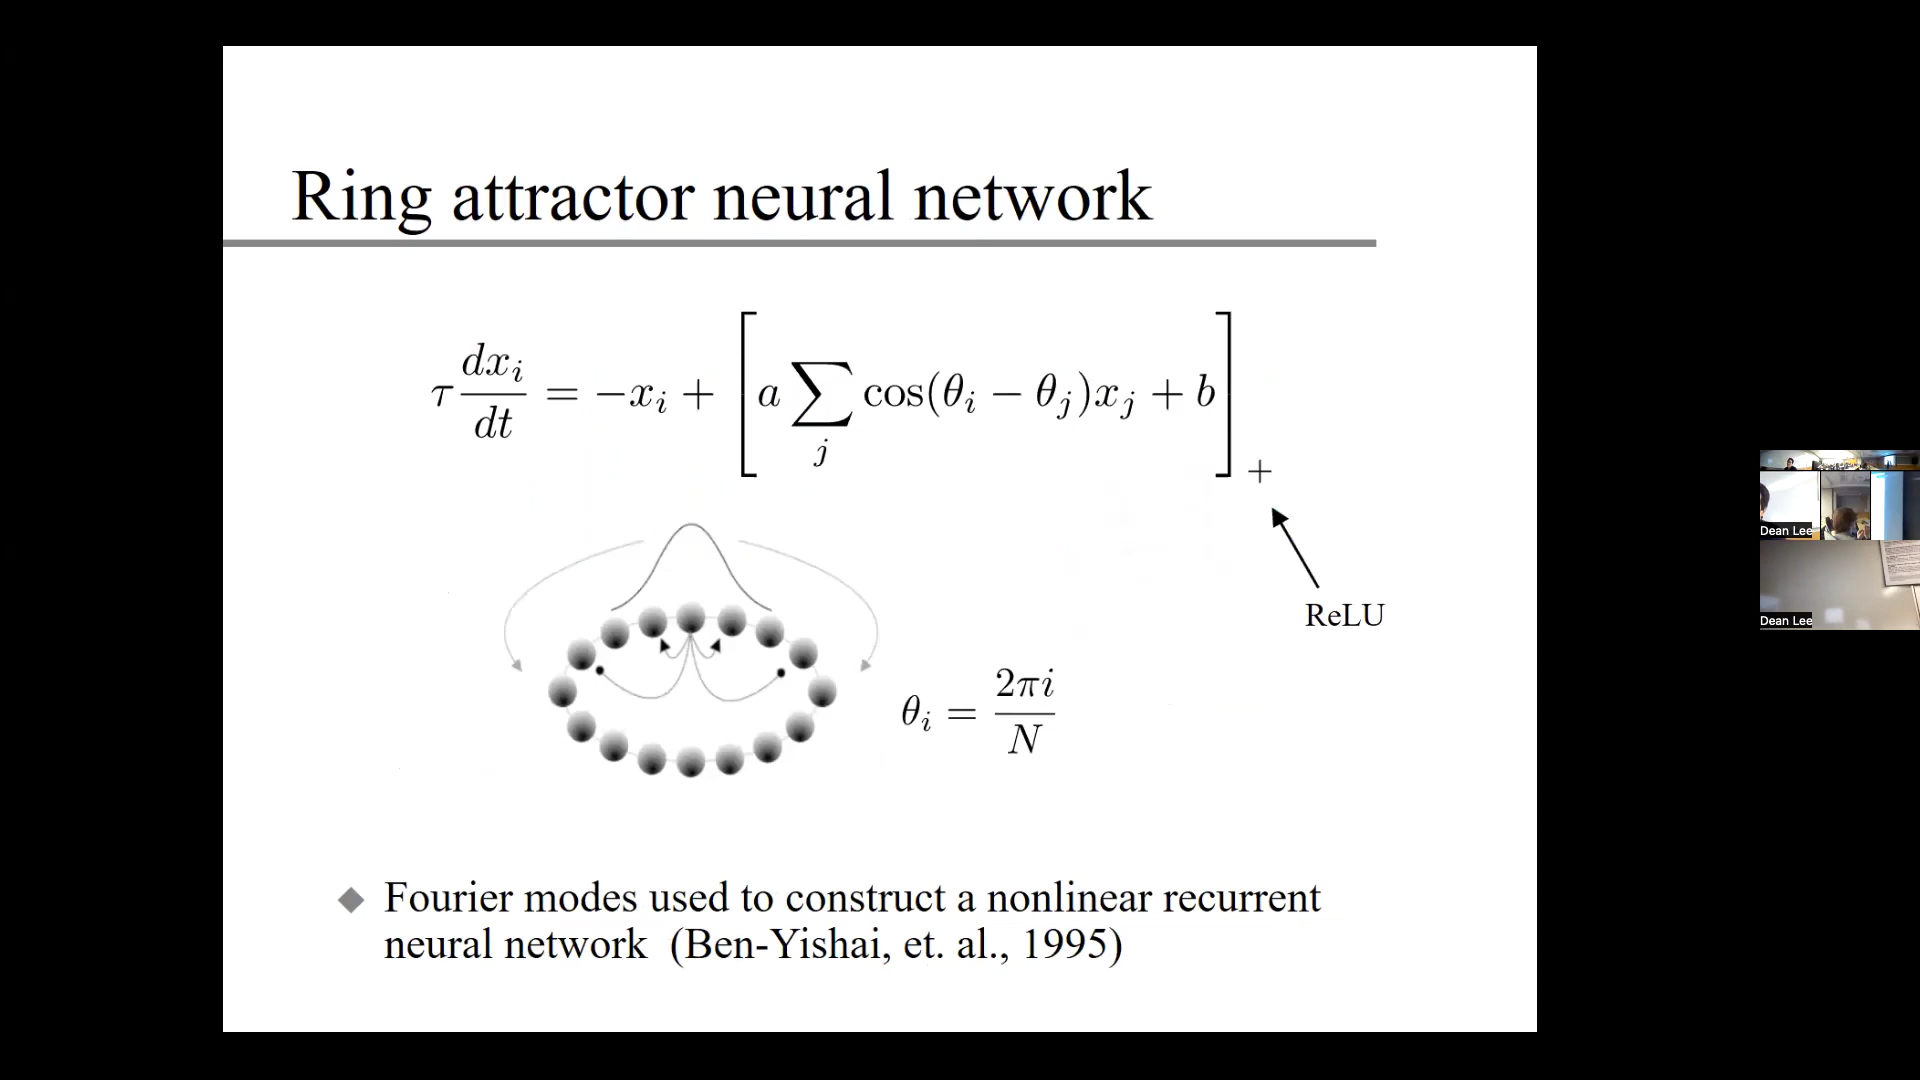 Ring attractor neural network
τ dx_i/dt = −x_i + [ a ∑_j cos(θ_i − θ_j)x_j + b ]_+
ReLU
θ_i = 2πi/N
Fourier modes used to construct a nonlinear recurrent
neural network (Ben-Yishai, et. al., 1995)
Dean Lee
Dean Lee